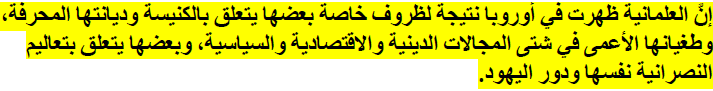 إنَّ العلمانية ظهرت في أوروبا نتيجة لظروف خاصة بعضها يتعلق بالكنيسة وديانتها المحرفة،
وطغيانها الأعمى في شتى المجالات الدينية والاقتصادية والسياسية، وبعضها يتعلق بتعاليم
النصرانية نفسها ودور اليهود.